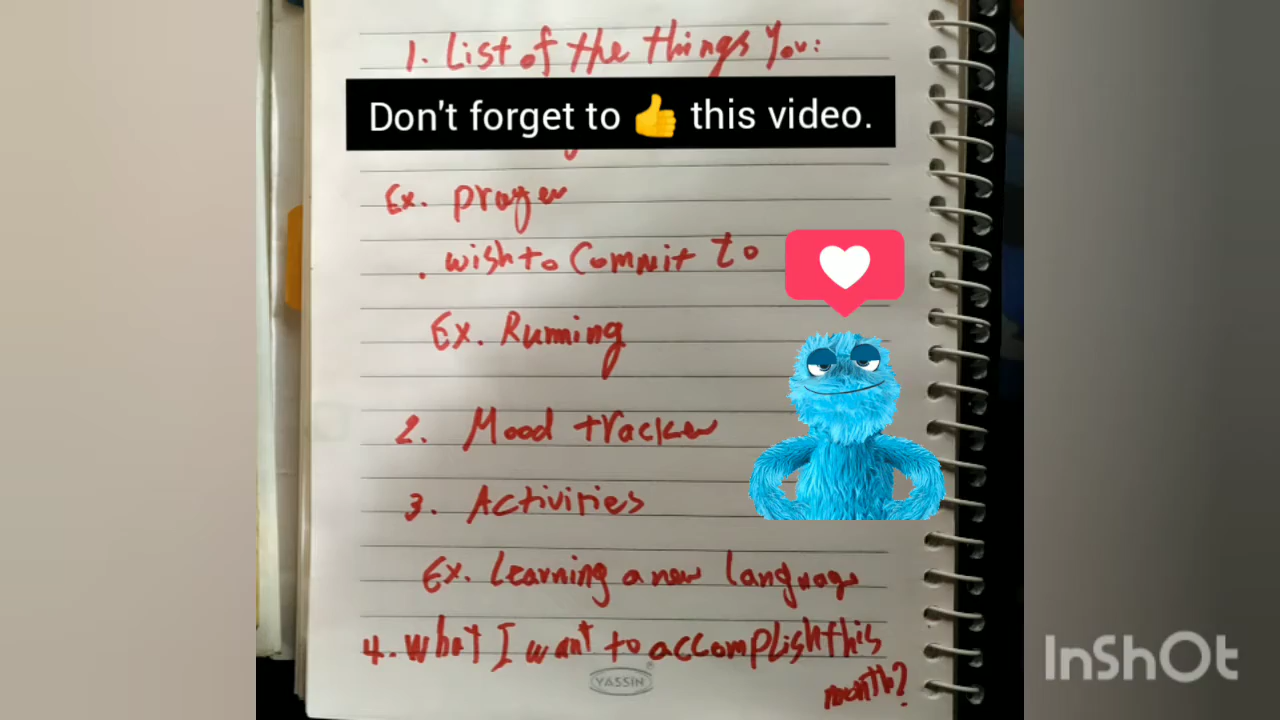 1. List of the things you:
Don't forget to 👍 this video.
Ex. prayer
. wish to Commit to
Ex. Running
2. Mood tracker
3. Activities
Ex. Learning a new language
4. What I want to accomplish this
month?
YASSIN
InShOt